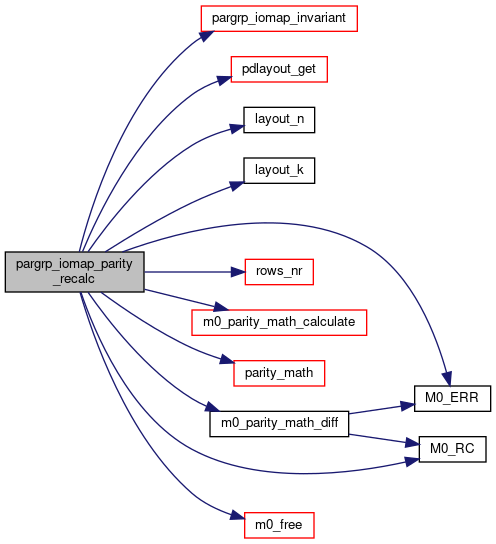 pargrp_iomap_invariant
pdlayout_get
layout_n
layout_k
pargrp_iomap_parity
_recalc
rows_nr
m0_parity_math_calculate
parity_math
M0_ERR
m0_parity_math_diff
M0_RC
m0_free